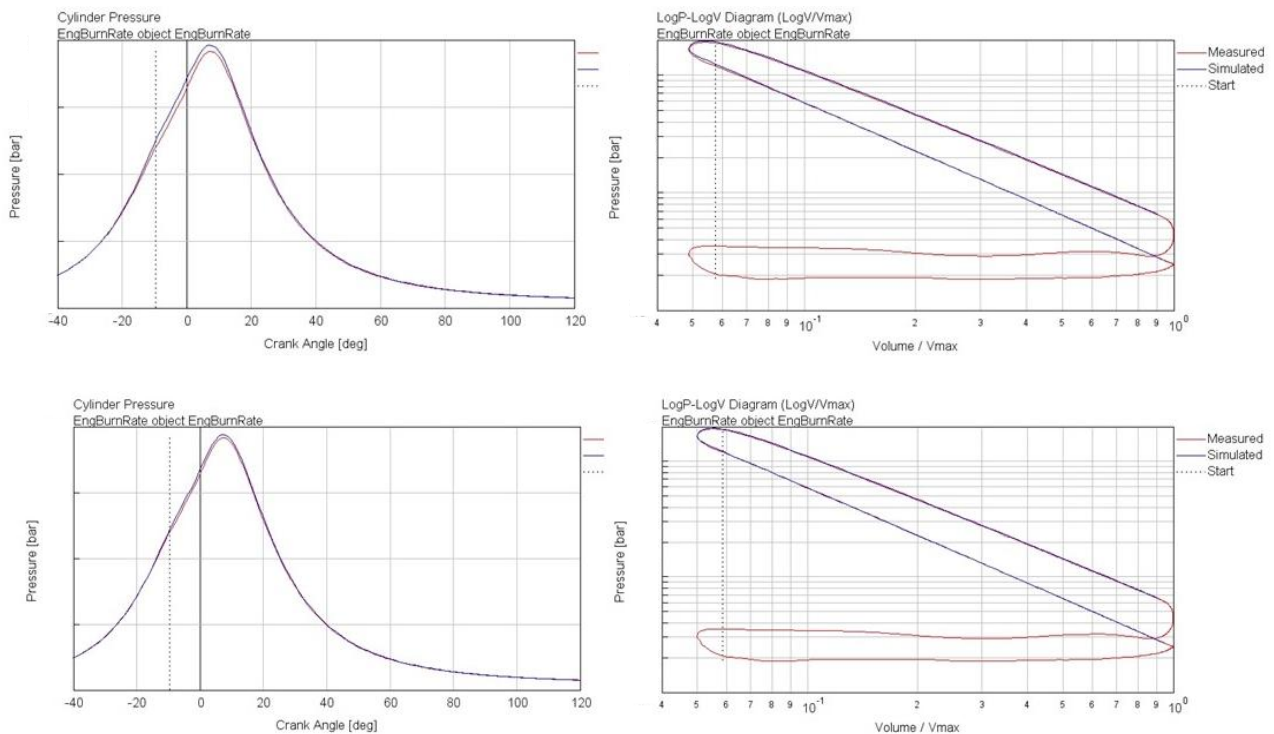 Cylinder Pressure
EngBurnRate object EngBurnRate
Pressure [bar]
-40 -20 0 20 40 60 80 100 120
Crank Angle [deg]
LogP-LogV Diagram (LogV/Vmax)
EngBurnRate object EngBurnRate
Measured
Simulated
Start
Pressure [bar]
4 5 6 7 8 9 10^-1 2 3 4 5 6 7 8 9 10^0
Volume / Vmax
Cylinder Pressure
EngBurnRate object EngBurnRate
Pressure [bar]
-40 -20 0 20 40 60 80 100 120
Crank Angle [deg]
LogP-LogV Diagram (LogV/Vmax)
EngBurnRate object EngBurnRate
Measured
Simulated
Start
Pressure [bar]
4 5 6 7 8 9 10^-1 2 3 4 5 6 7 8 9 10^0
Volume / Vmax